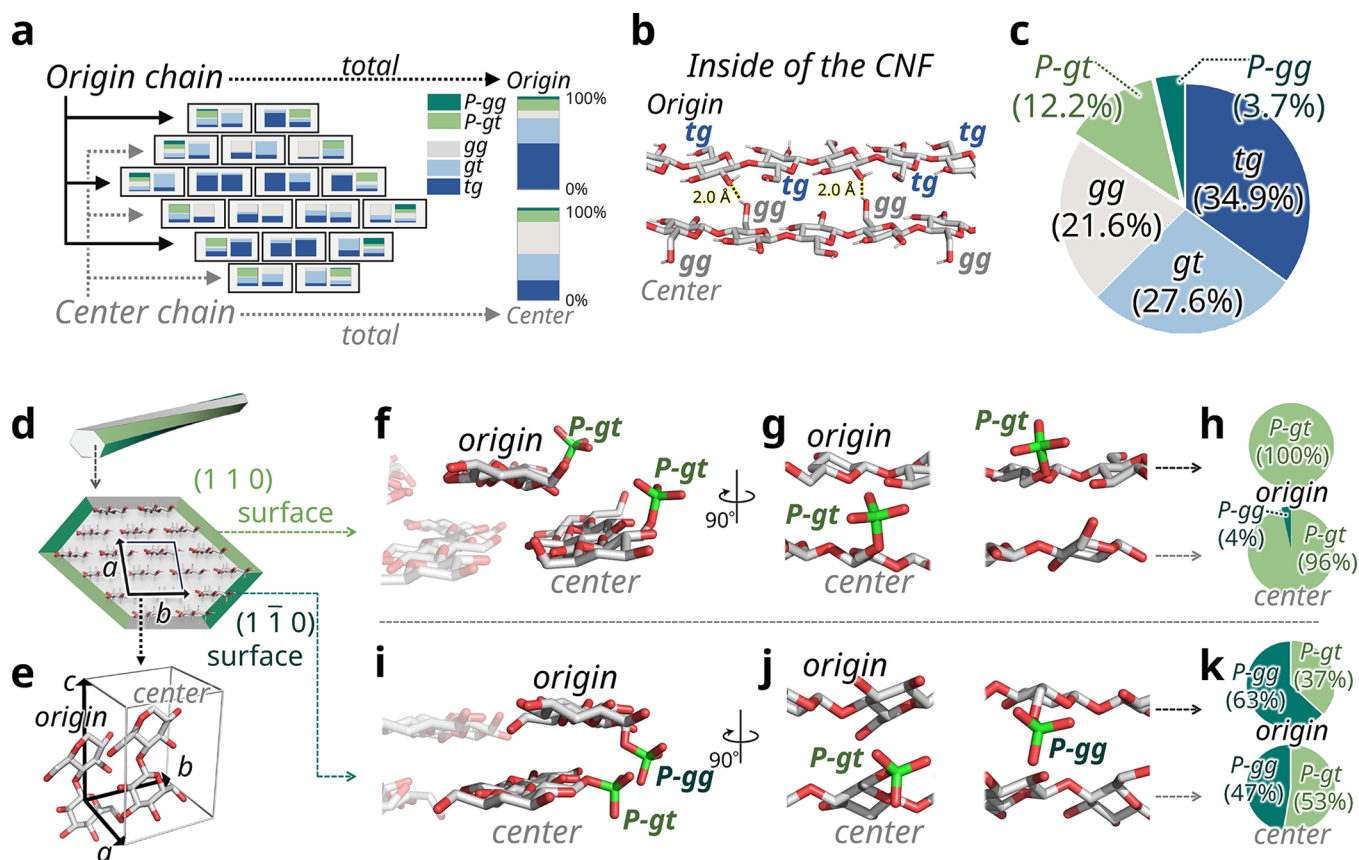 a
Origin chain
total
Origin
100%
P-gg
P-gt
gg
gt
tg
0%
100%
0%
Center chain
total
Center
b
Inside of the CNF
Origin
tg
tg
tg
tg
2.0 Å
2.0 Å
gg
gg
gg
gg
Center
c
P-gt
(12.2%)
P-gg
(3.7%)
tg
(34.9%)
gg
(21.6%)
gt
(27.6%)
d
(1 1 0)
surface
a
b
(1 1̅ 0)
surface
e
c
center
origin
b
a
f
origin
P-gt
P-gt
center
90°
g
origin
P-gt
P-gt
center
h
P-gt
(100%)
origin
P-gg
(4%)
P-gt
(96%)
center
i
origin
P-gg
P-gt
center
90°
j
origin
P-gt
P-gg
center
k
P-gt
(37%)
P-gg
(63%)
origin
P-gg
(47%)
P-gt
(53%)
center